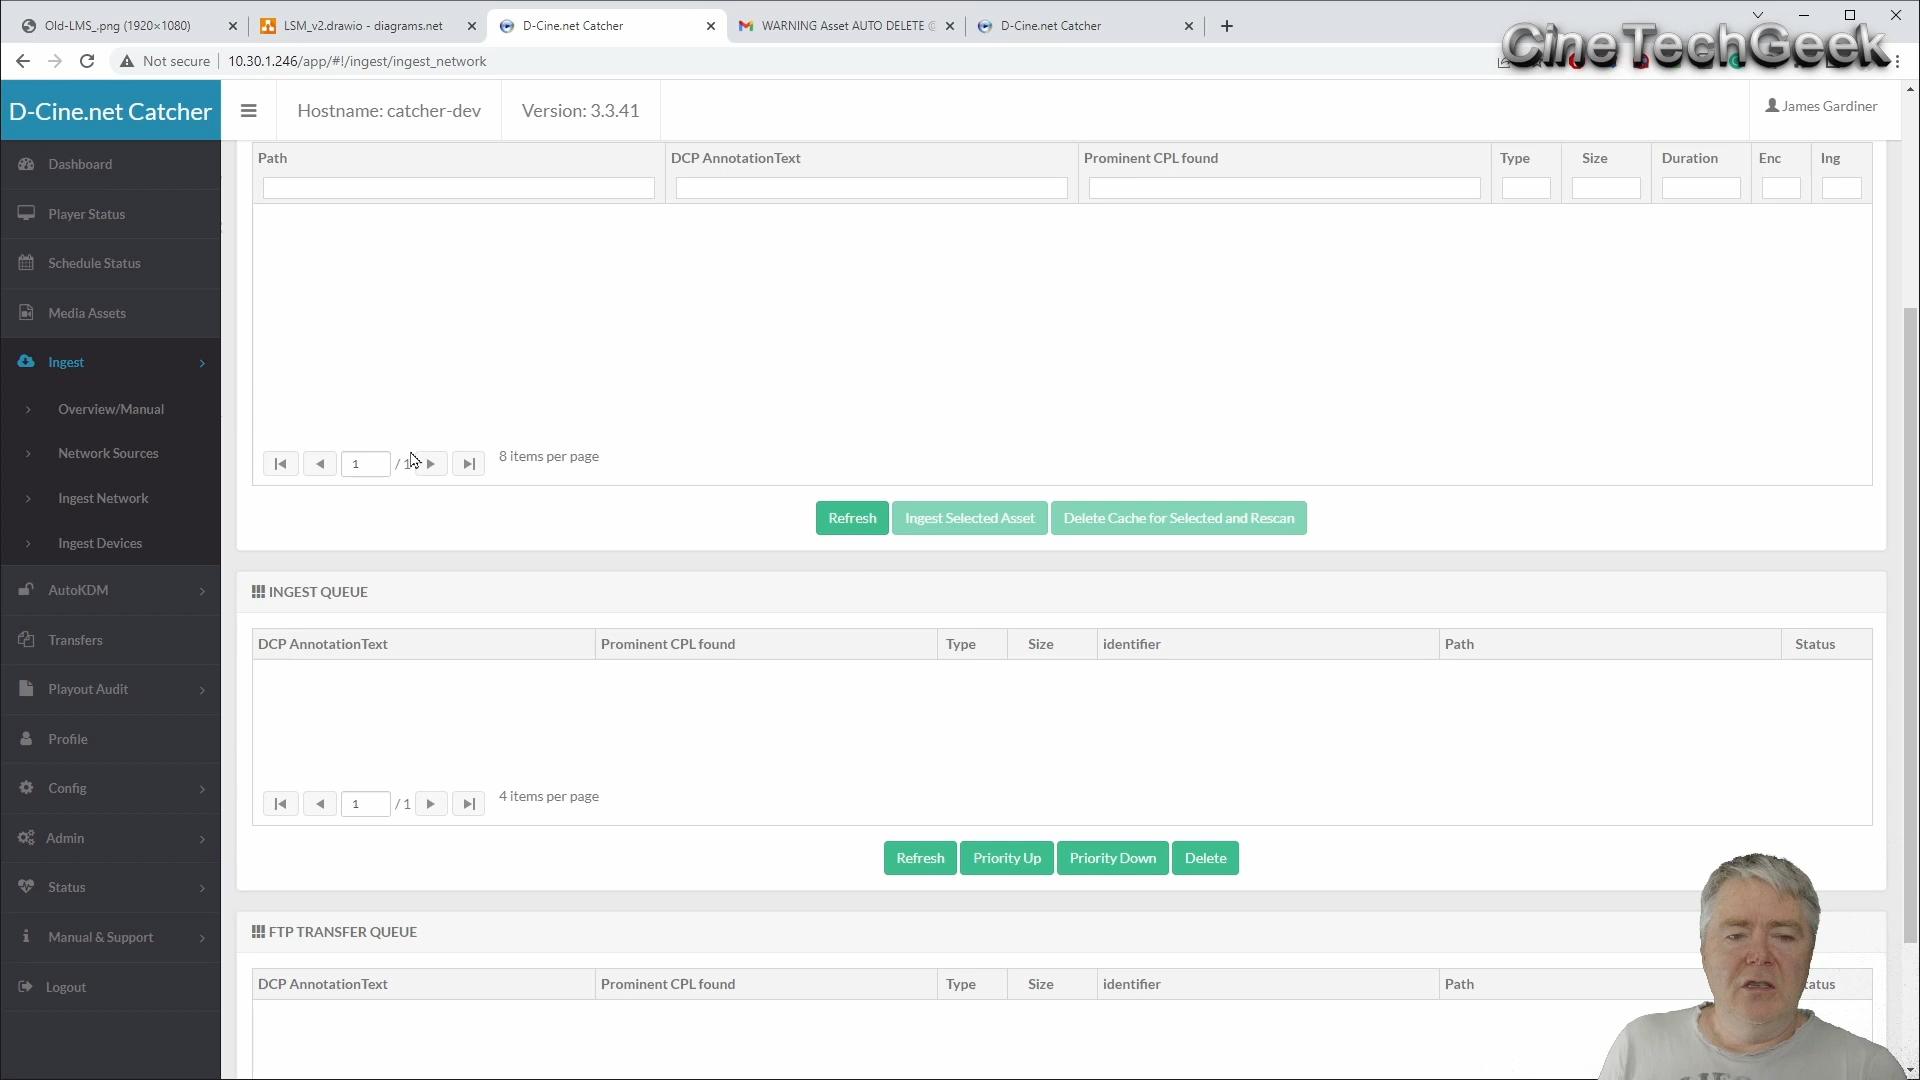 Old-LMS_.png (1920×1080)
LSM_v2.drawio - diagrams.net
D-Cine.net Catcher
WARNING Asset AUTO DELETE
D-Cine.net Catcher
Not secure
10.30.1.246/app/#!/ingest/ingest_network
CineTechGeek
D-Cine.net Catcher
Hostname: catcher-dev
Version: 3.3.41
James Gardiner
Dashboard
Player Status
Schedule Status
Media Assets
Ingest
Overview/Manual
Network Sources
Ingest Network
Ingest Devices
AutoKDM
Transfers
Playout Audit
Profile
Config
Admin
Status
Manual & Support
Logout
Path DCP AnnotationText Prominent CPL found Type Size Duration Enc Ing
1 / 1 8 items per page
Refresh Ingest Selected Asset Delete Cache for Selected and Rescan
INGEST QUEUE
DCP AnnotationText Prominent CPL found Type Size identifier Path Status
1 / 1 4 items per page
Refresh Priority Up Priority Down Delete
FTP TRANSFER QUEUE
DCP AnnotationText Prominent CPL found Type Size identifier Path